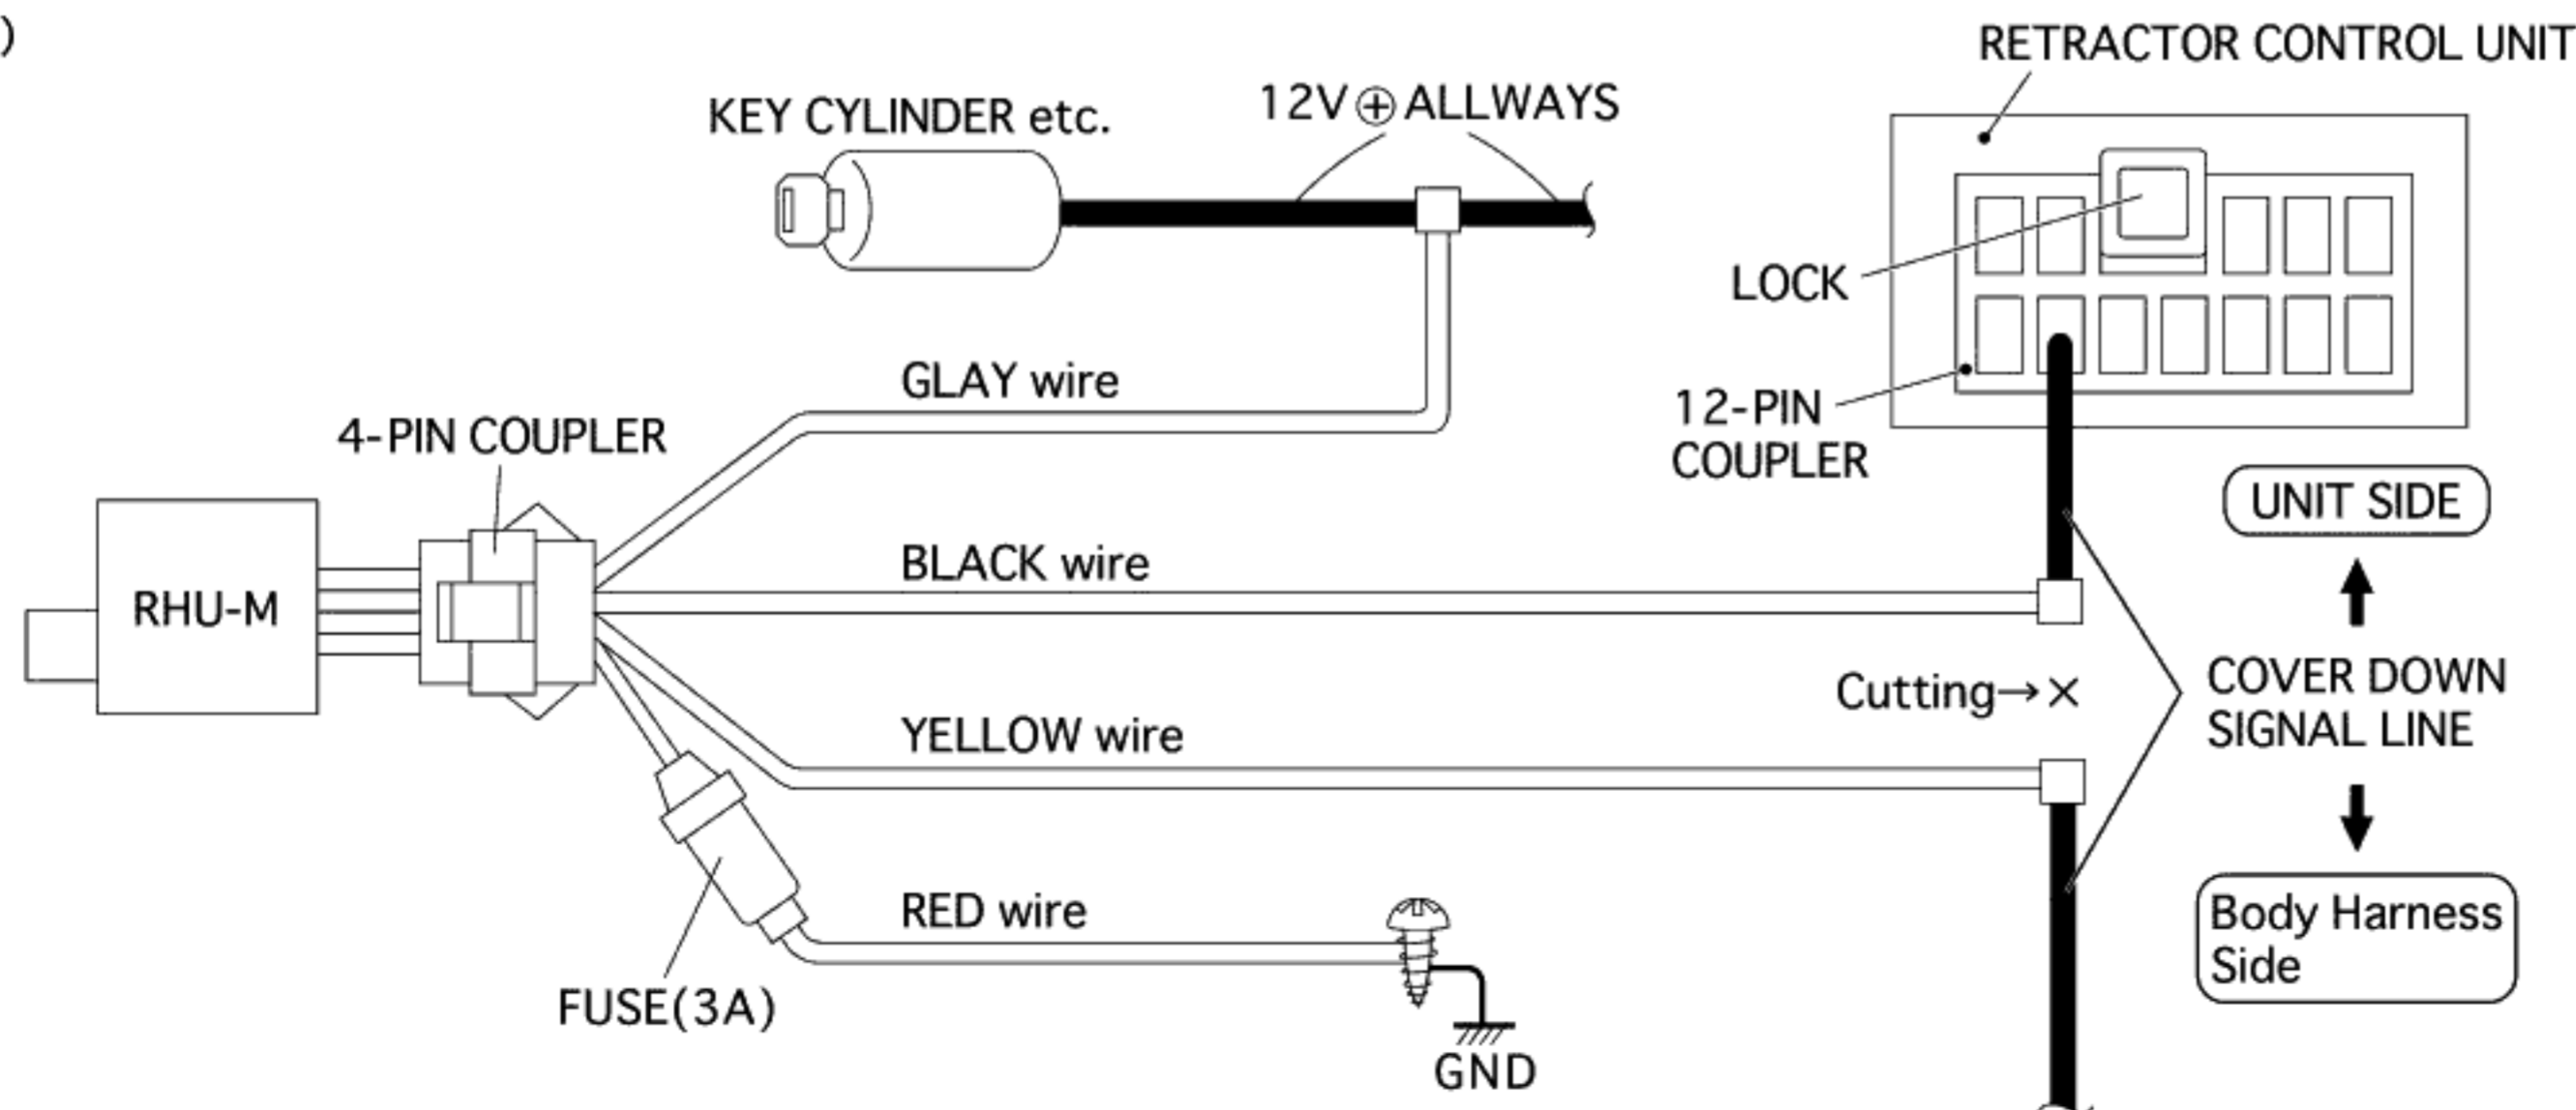 )
RETRACTOR CONTROL UNIT
KEY CYLINDER etc.
12V⊕ALLWAYS
LOCK
GLAY wire
12-PIN
COUPLER
4-PIN COUPLER
UNIT SIDE
BLACK wire
RHU-M
Cutting→×
COVER DOWN
SIGNAL LINE
YELLOW wire
RED wire
Body Harness
Side
FUSE(3A)
GND